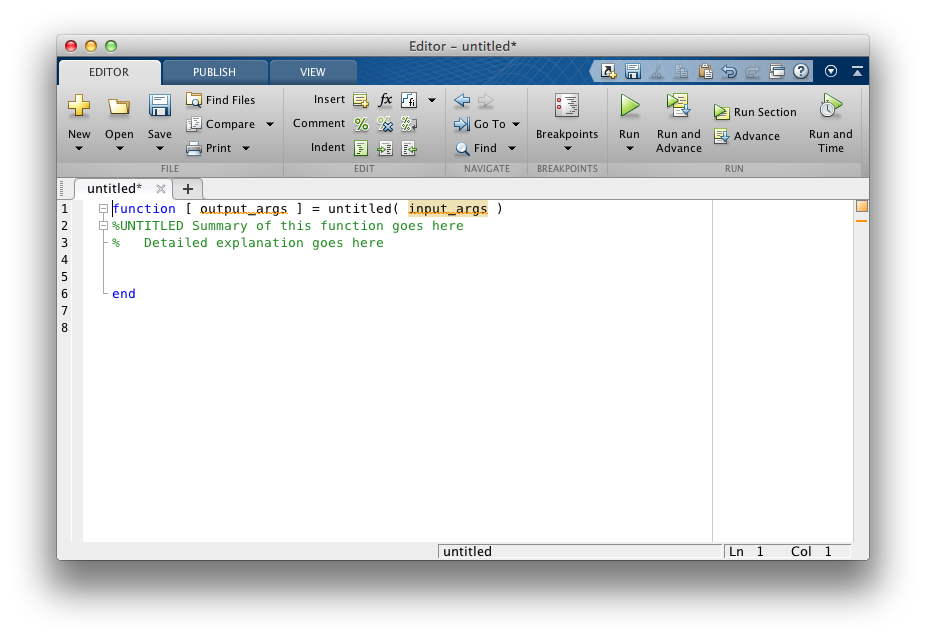 Editor – untitled*
EDITOR PUBLISH VIEW
New
Open
Save
Find Files
Compare
Print
FILE
Insert fx
Comment % % %
Indent
EDIT
Go To
Find
NAVIGATE
Breakpoints
BREAKPOINTS
Run
Run and
Advance
Run Section
Advance
Run and
Time
RUN
untitled* × +
1 function [ output_args ] = untitled( input_args )
2 %UNTITLED Summary of this function goes here
3 %   Detailed explanation goes here
4
5
6 end
7
8
untitled Ln 1 Col 1